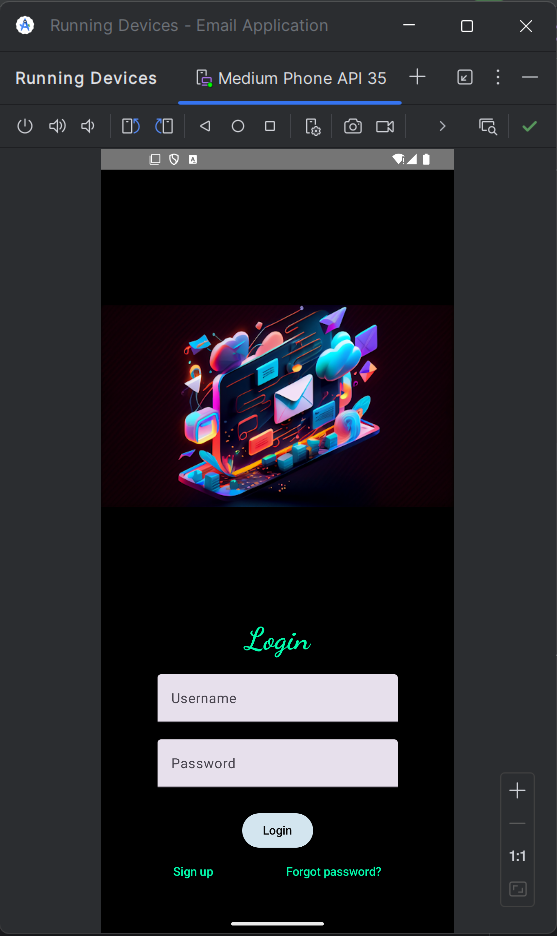 Running Devices - Email Application
Running Devices
Medium Phone API 35
Login
Username
Password
Login
Sign up
Forgot password?
1:1